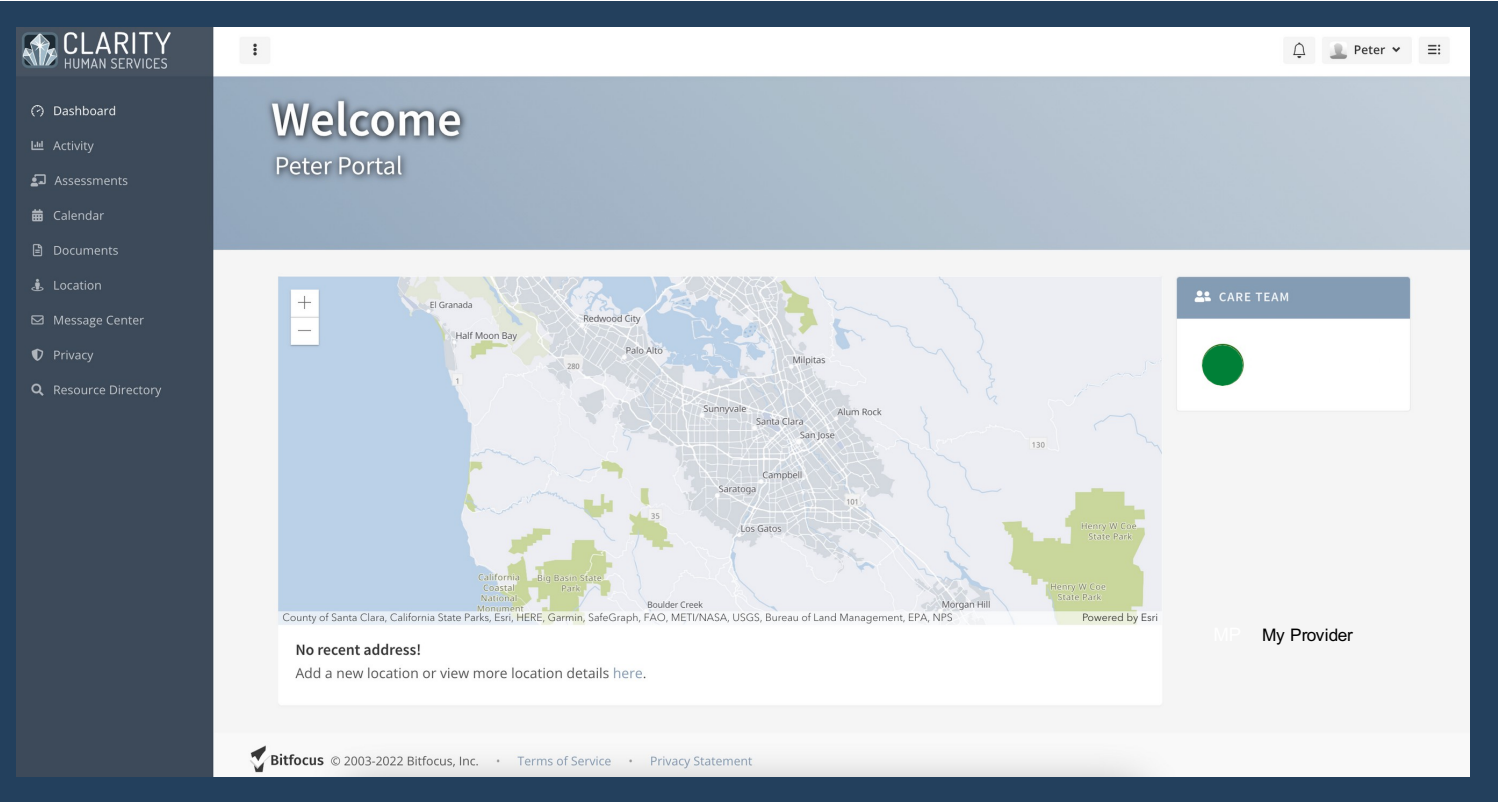 CLARITY
HUMAN SERVICES
Peter
Dashboard
Activity
Assessments
Calendar
Documents
Location
Message Center
Privacy
Resource Directory
Welcome
Peter Portal
El Granada
Redwood City
Half Moon Bay
Palo Alto
Milpitas
280
1
Sunnyvale
Alum Rock
Santa Clara
San Jose
130
Campbell
Saratoga
101
35
Los Gatos
Henry W Coe
State Park
California
Coastal
National
Monument
Big Basin State
Park
Henry W Coe
State Park
Boulder Creek
Morgan Hill
County of Santa Clara, California State Parks, Esri, HERE, Garmin, SafeGraph, FAO, METI/NASA, USGS, Bureau of Land Management, EPA, NPS
Powered by Esri
No recent address!
Add a new location or view more location details here.
CARE TEAM
MP My Provider
Bitfocus © 2003-2022 Bitfocus, Inc. • Terms of Service • Privacy Statement